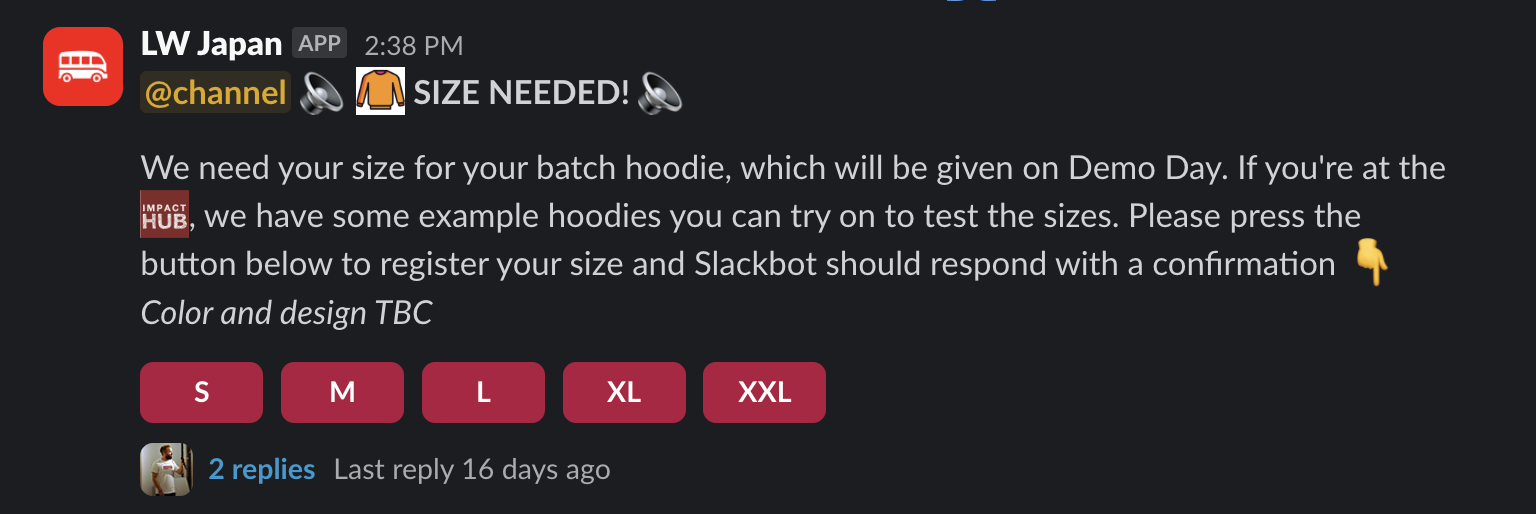 LW Japan APP 2:38 PM
@channel 🔊 SIZE NEEDED! 🔊
We need your size for your batch hoodie, which will be given on Demo Day. If you're at the
IMPACT HUB, we have some example hoodies you can try on to test the sizes. Please press the
button below to register your size and Slackbot should respond with a confirmation 👇
Color and design TBC
S M L XL XXL
2 replies Last reply 16 days ago